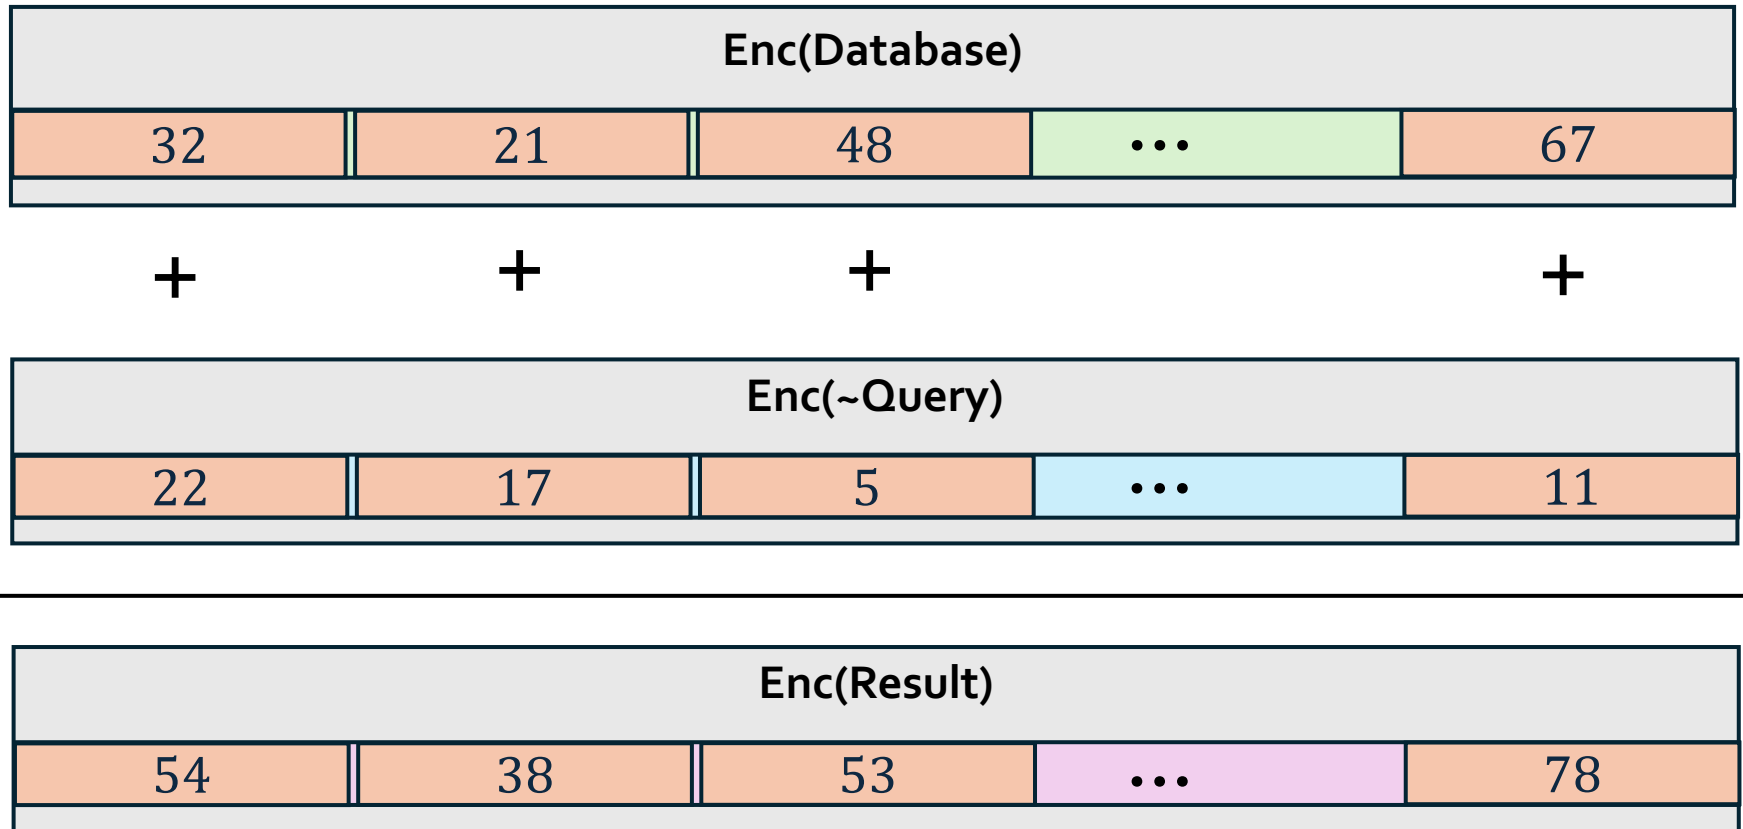 Enc(Database)
32 21 48 ... 67
+ + + +
Enc(~Query)
22 17 5 ... 11
Enc(Result)
54 38 53 ... 78